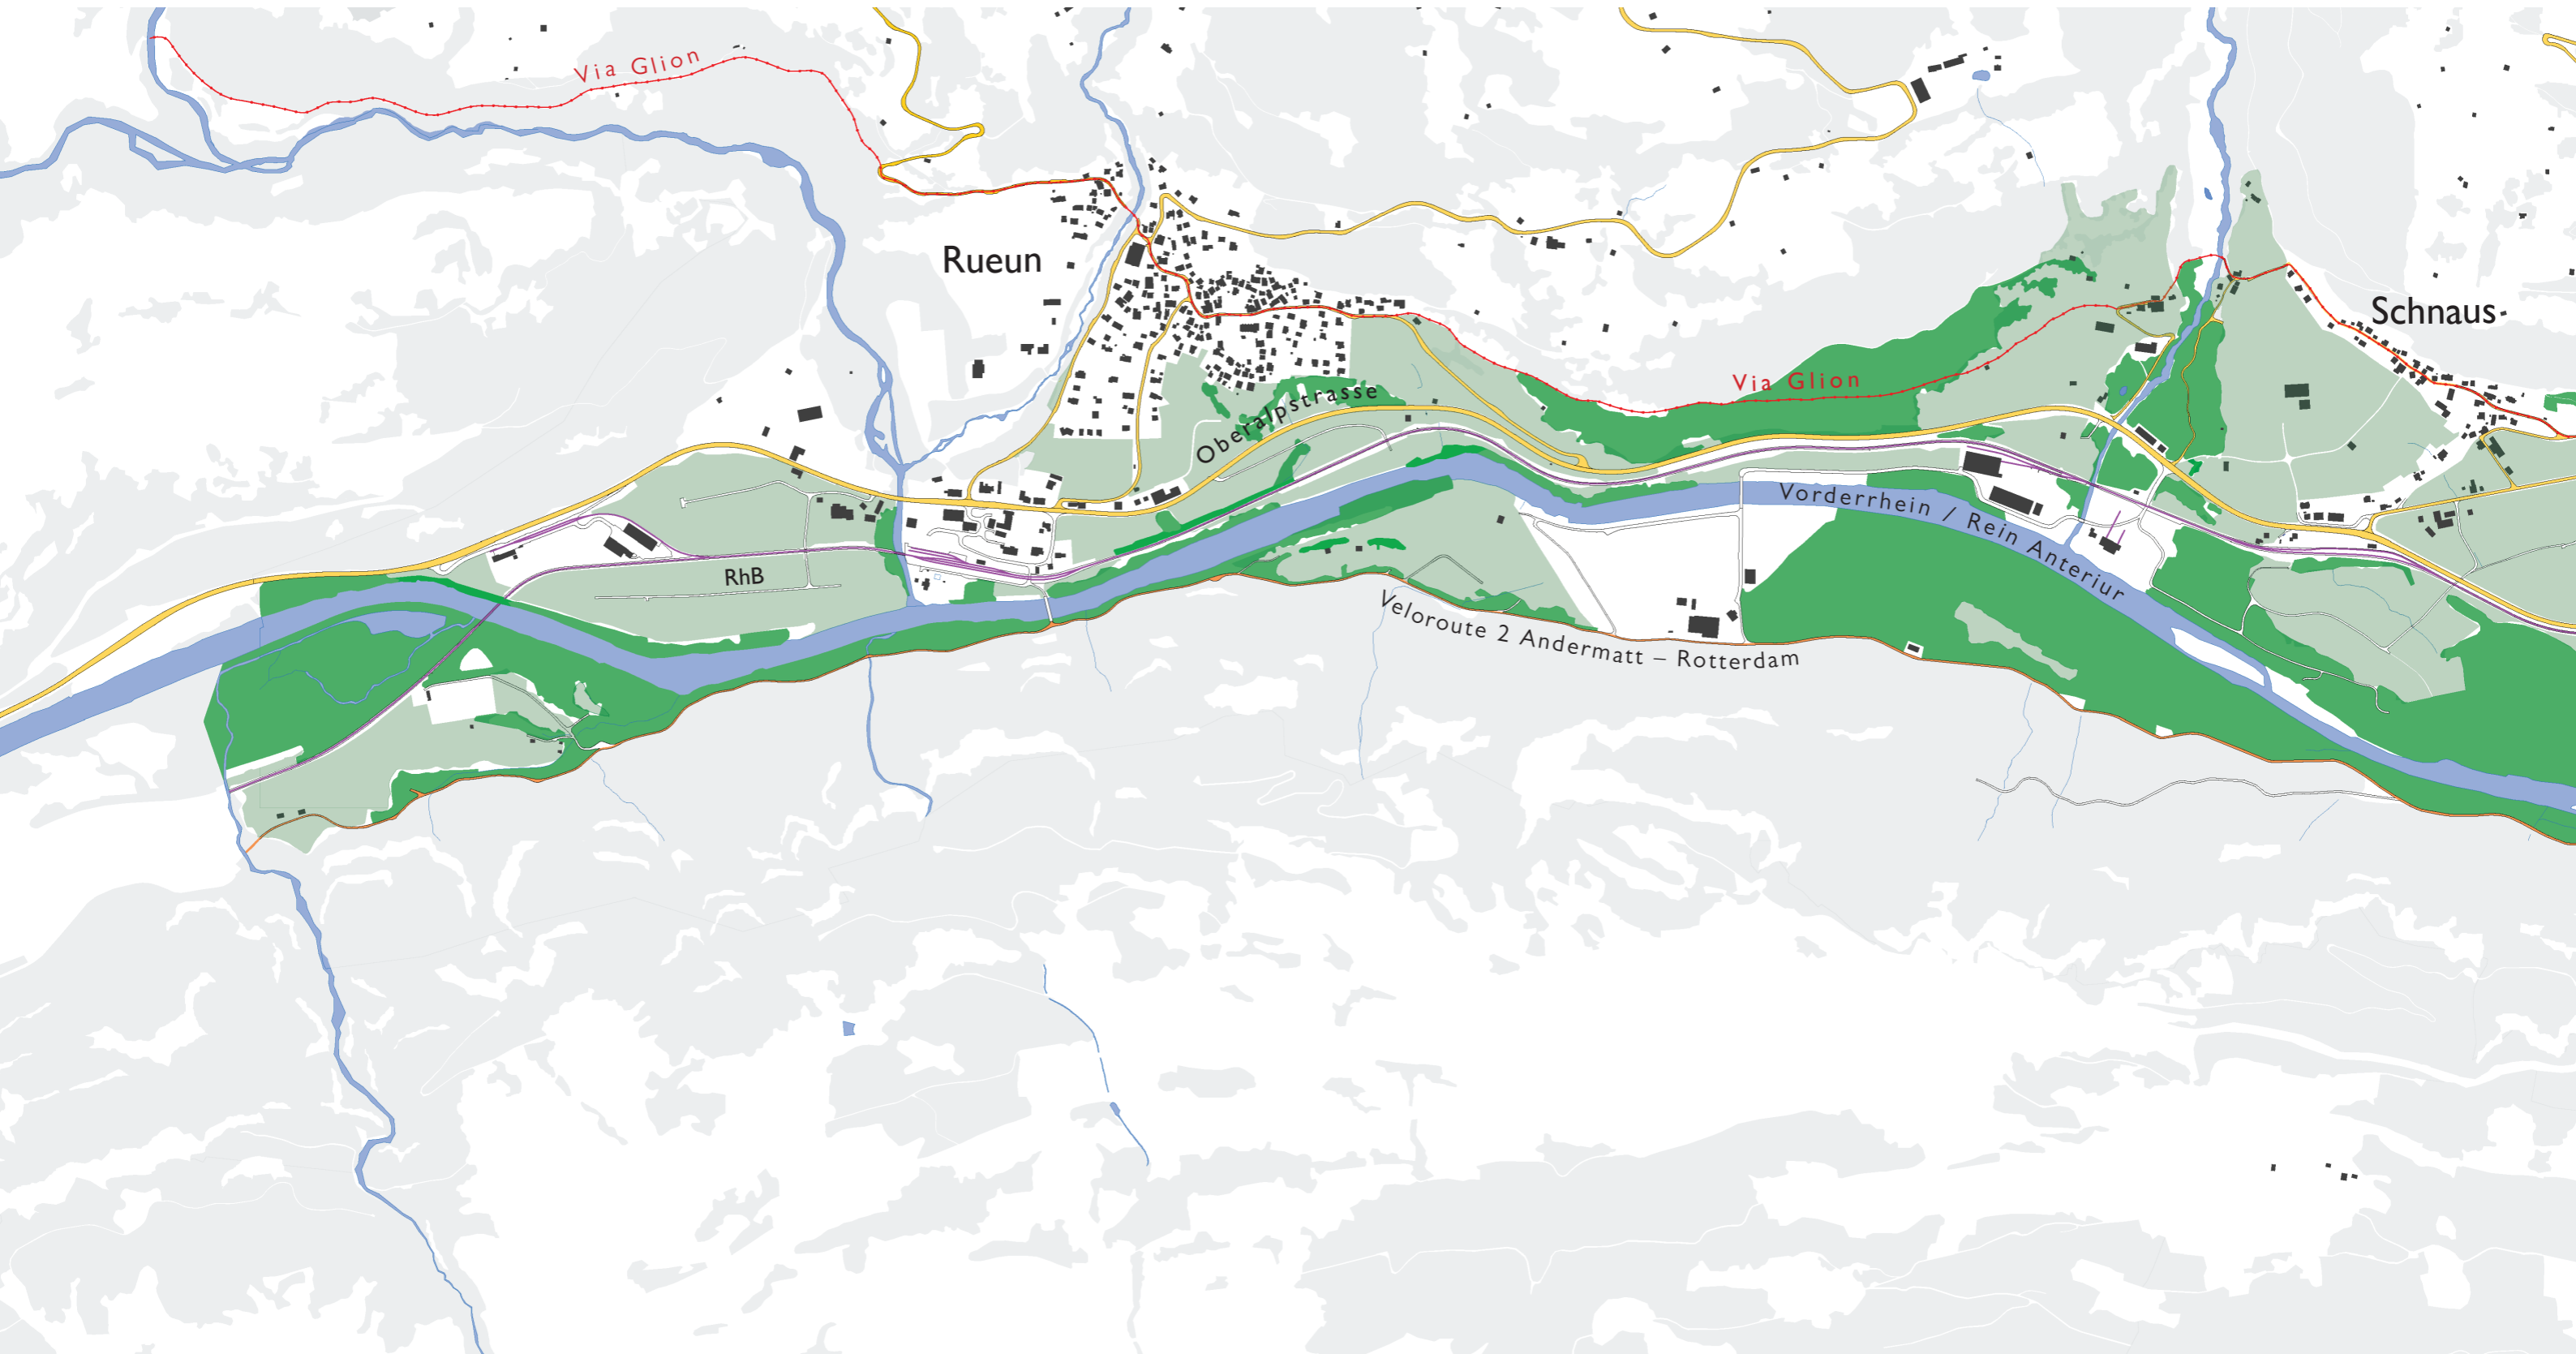 Via Glion
Rueun
Schnaus
Via Glion
Oberalpstrasse
Vorderrhein / Rein Anteriur
RhB
Veloroute 2 Andermatt – Rotterdam